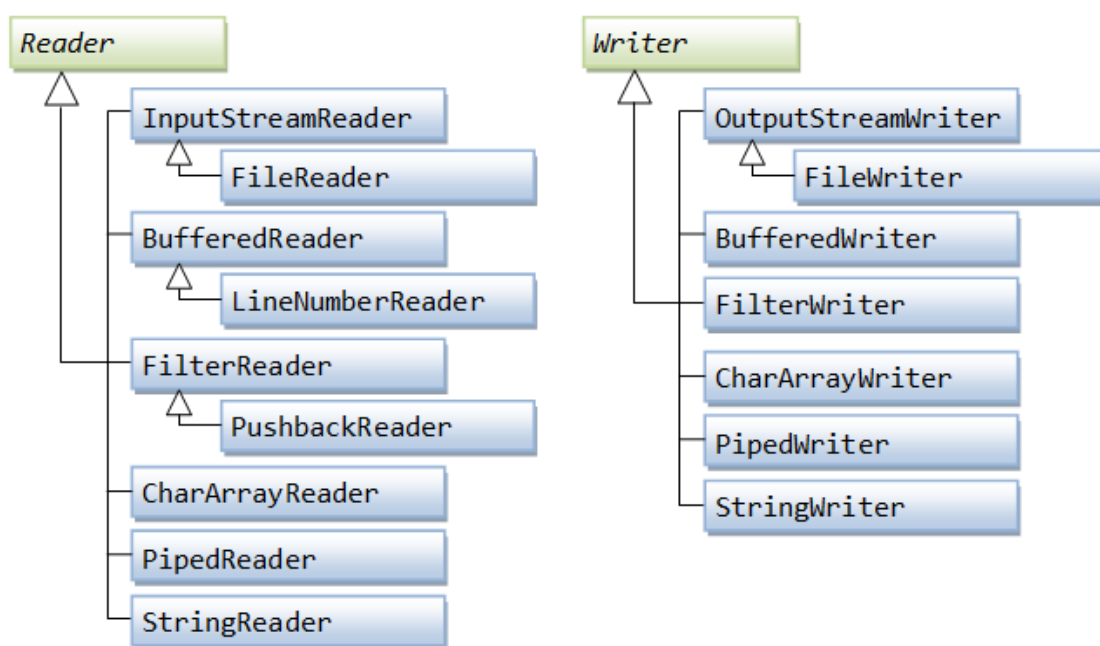 Reader
InputStreamReader
FileReader
BufferedReader
LineNumberReader
FilterReader
PushbackReader
CharArrayReader
PipedReader
StringReader
Writer
OutputStreamWriter
FileWriter
BufferedWriter
FilterWriter
CharArrayWriter
PipedWriter
StringWriter